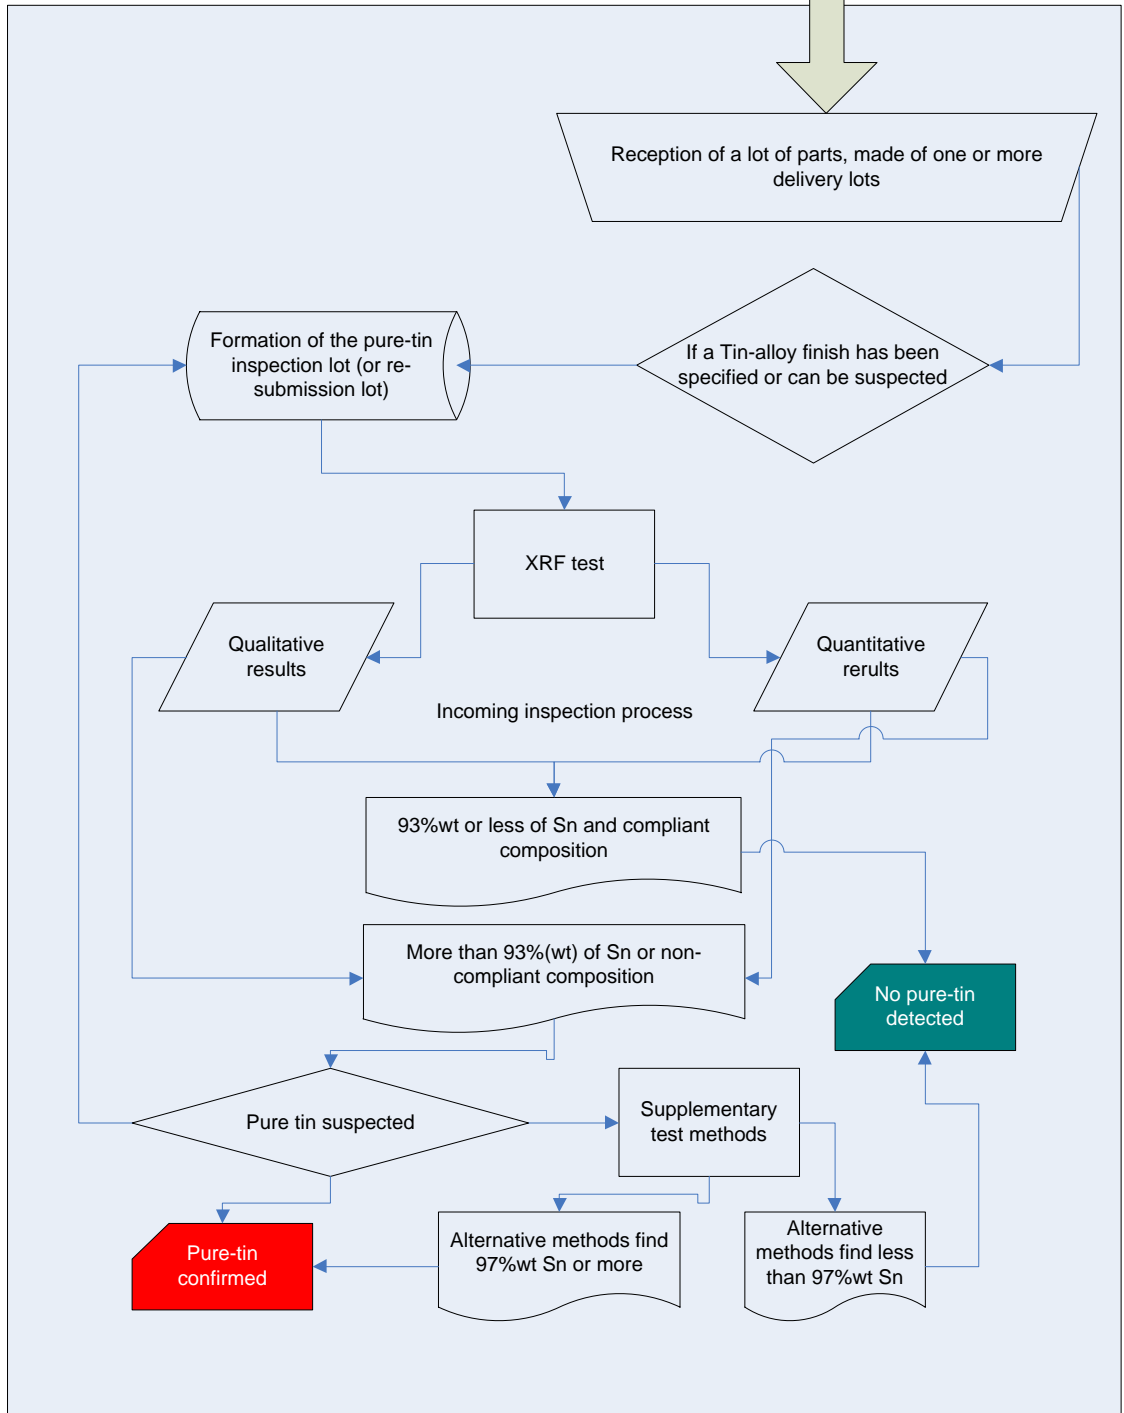 Reception of a lot of parts, made of one or more
delivery lots
Formation of the pure-tin
inspection lot (or re-
submission lot)
If a Tin-alloy finish has been
specified or can be suspected
XRF test
Qualitative
results
Quantitative
rerults
Incoming inspection process
93%wt or less of Sn and compliant
composition
More than 93%(wt) of Sn or non-
compliant composition
No pure-tin
detected
Pure tin suspected
Supplementary
test methods
Pure-tin
confirmed
Alternative methods find
97%wt Sn or more
Alternative
methods find less
than 97%wt Sn